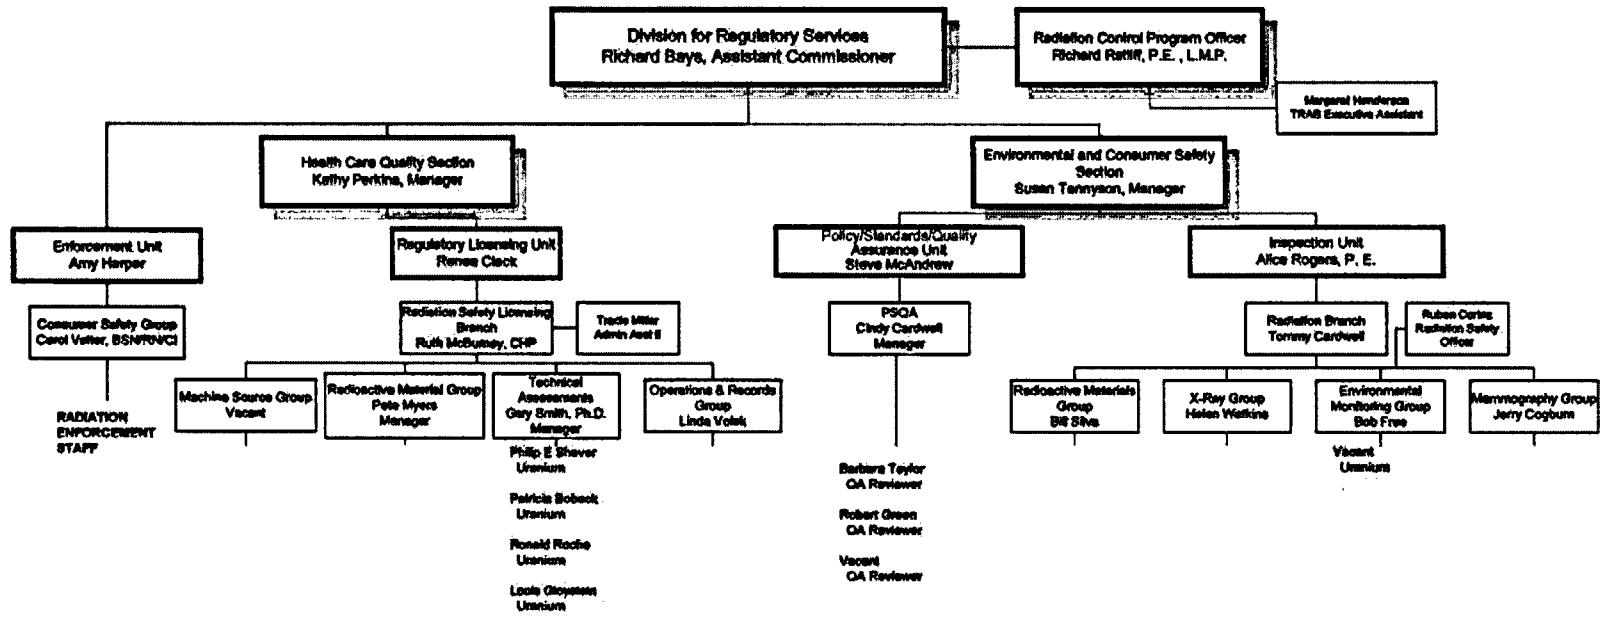 Division for Regulatory Services
Richard Bays, Assistant Commissioner
Radiation Control Program Officer
Richard Ratliff, P.E. , L.M.P.
Margaret Henderson
TRAB Executive Assistant
Health Care Quality Section
Kathy Perkins, Manager
Environmental and Consumer Safety
Section
Susan Tennyson, Manager
Enforcement Unit
Amy Harper
Regulatory Licensing Unit
Renee Clack
Policy/Standards/Quality
Assurance Unit
Steve McAndrew
Inspection Unit
Alice Rogers, P. E.
Consumer Safety Group
Carol Vetter, BSN/RN/CI
Radiation Safety Licensing
Branch
Ruth McBurney, CHP
Tracie Miller
Admin Asst II
PSQA
Cindy Cardwell
Manager
Radiation Branch
Tommy Cardwell
Ruben Cortez
Radiation Safety
Officer
RADIATION
ENFORCEMENT
STAFF
Machine Source Group
Vacant
Radioactive Material Group
Pete Myers
Manager
Technical
Assessments
Gary Smith, Ph.D.
Manager
Operations & Records
Group
Linda Volek
Philip E Shaver
Uranium
Patricia Bobeck
Uranium
Ronald Roche
Uranium
Louis
Uranium
Barbara Taylor
QA Reviewer
Robert Green
QA Reviewer
Vacant
QA Reviewer
Radioactive Materials
Group
Bill Silva
X-Ray Group
Helen Watkins
Environmental
Monitoring Group
Bob Free
Vacant
Uranium
Mammography Group
Jerry Cogburn